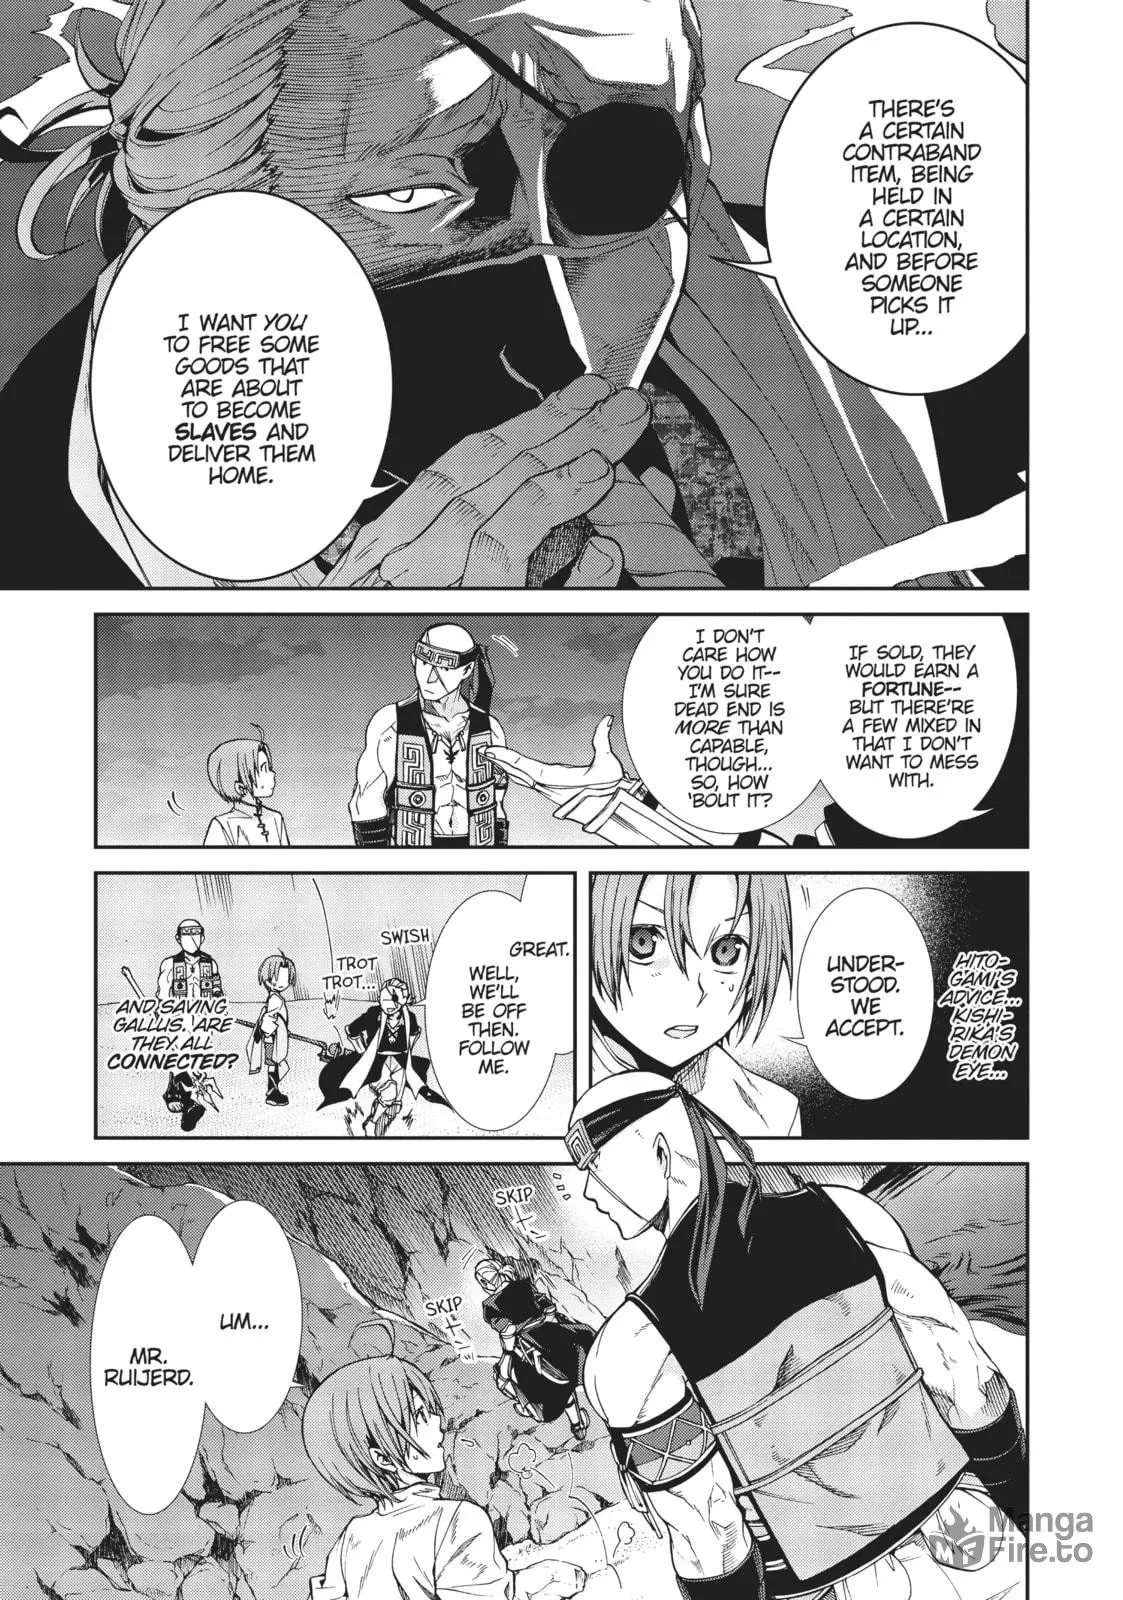 THERE'S
A CERTAIN
CONTRABAND
ITEM, BEING
HELD IN
A CERTAIN
LOCATION,
AND BEFORE
SOMEONE
PICKS IT
UP...
I WANT YOU
TO FREE SOME
GOODS THAT
ARE ABOUT
TO BECOME
SLAVES AND
DELIVER THEM
HOME.
IF SOLD, THEY
WOULD EARN A
FORTUNE--
BUT THERE'RE
A FEW MIXED IN
THAT I DON'T
WANT TO MESS
WITH.
I DON'T
CARE HOW
YOU DO IT--
I'M SURE
DEAD END IS
MORE THAN
CAPABLE,
THOUGH...
SO, HOW
'BOUT IT?
HITO-
GAMI'S
ADVICE...
KISHI-
RIKA'S
DEMON
EYE...
UNDER-
STOOD.
WE
ACCEPT.
GREAT.
WELL,
WE'LL
BE OFF
THEN.
FOLLOW
ME.
SWISH
TROT
TROT...
AND SAVING
GALLUS. ARE
THEY ALL
CONNECTED?
SKIP
SKIP
UM...
MR.
RUIJERD.
Manga
Fire.to